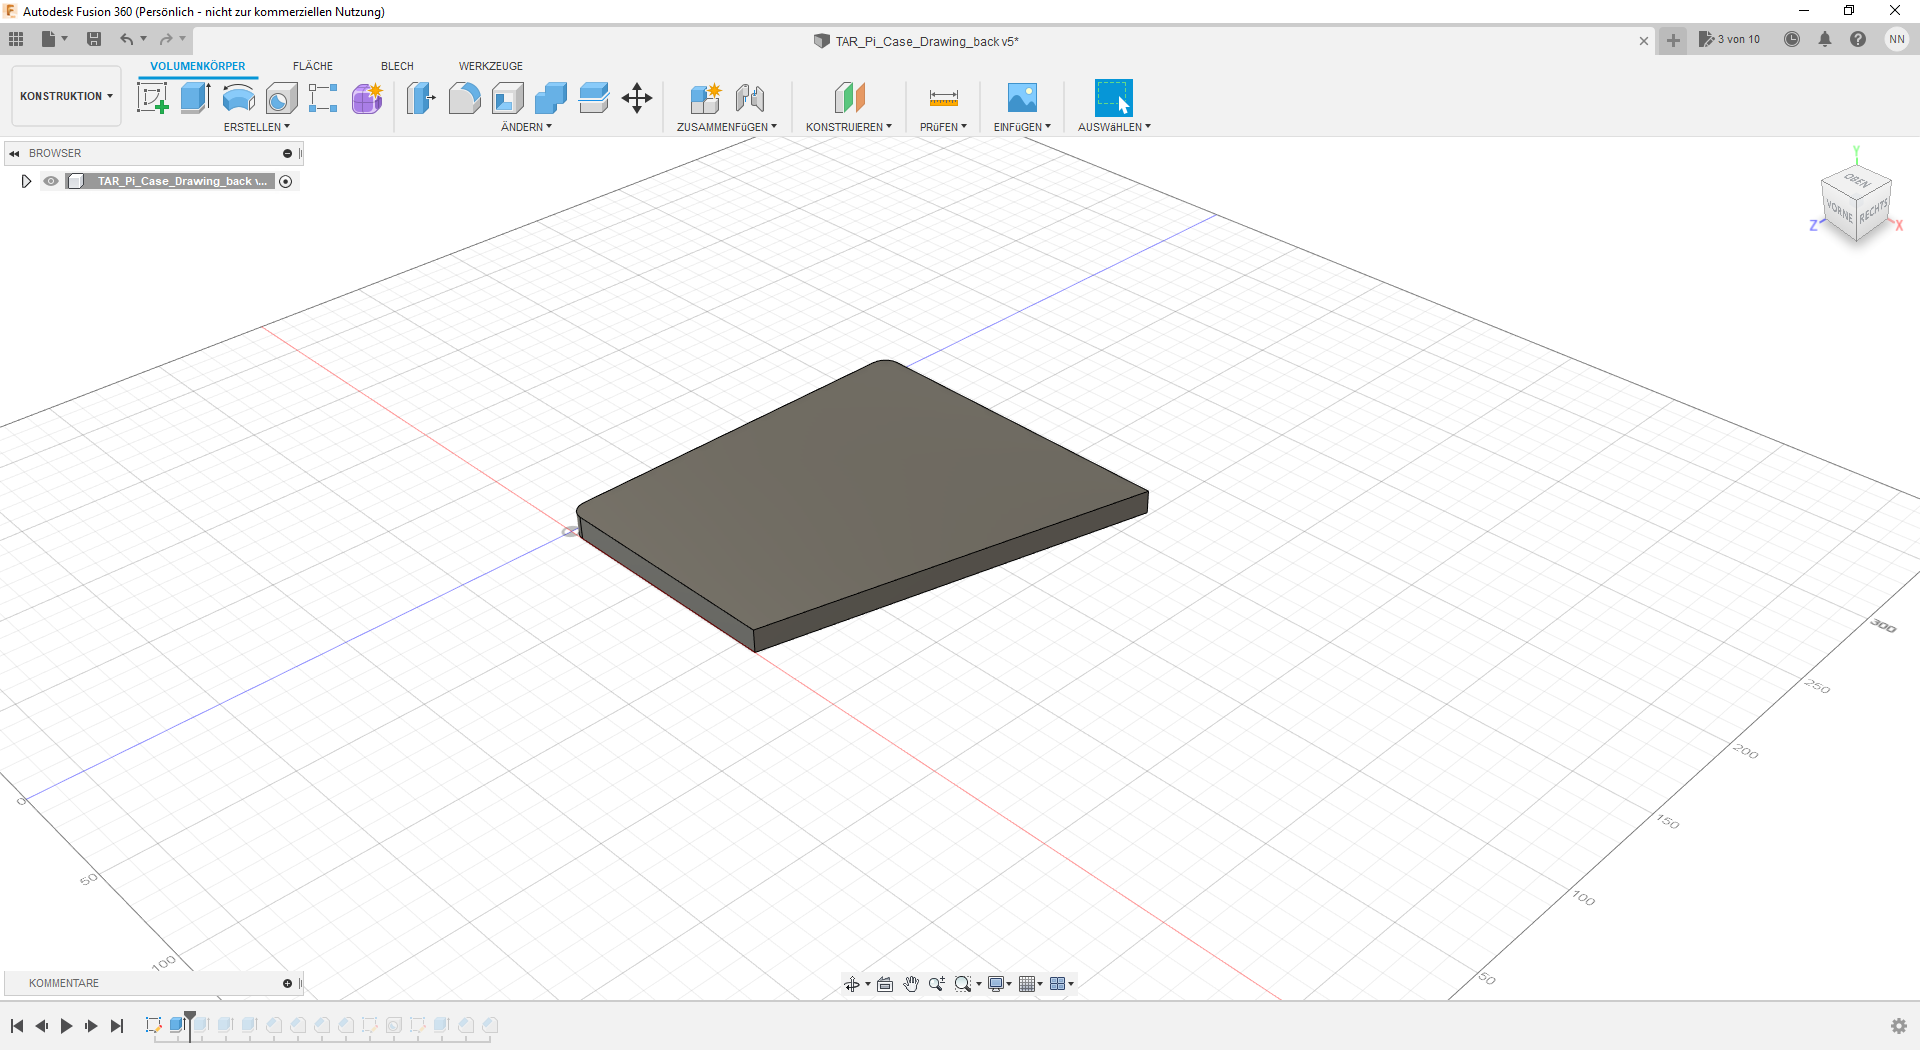 Autodesk Fusion 360 (Persönlich - nicht zur kommerziellen Nutzung)
TAR_Pi_Case_Drawing_back v5*
3 von 10
NN
KONSTRUKTION
VOLUMENKÖRPER FLÄCHE BLECH WERKZEUGE
ERSTELLEN ÄNDERN ZUSAMMENFüGEN KONSTRUIEREN PRüFEN EINFüGEN AUSWäHLEN
BROWSER
TAR_Pi_Case_Drawing_back v...
Y
OBEN
VORNE
RECHTS
Z
X
300
250
200
150
100
50
0
50
100
KOMMENTARE